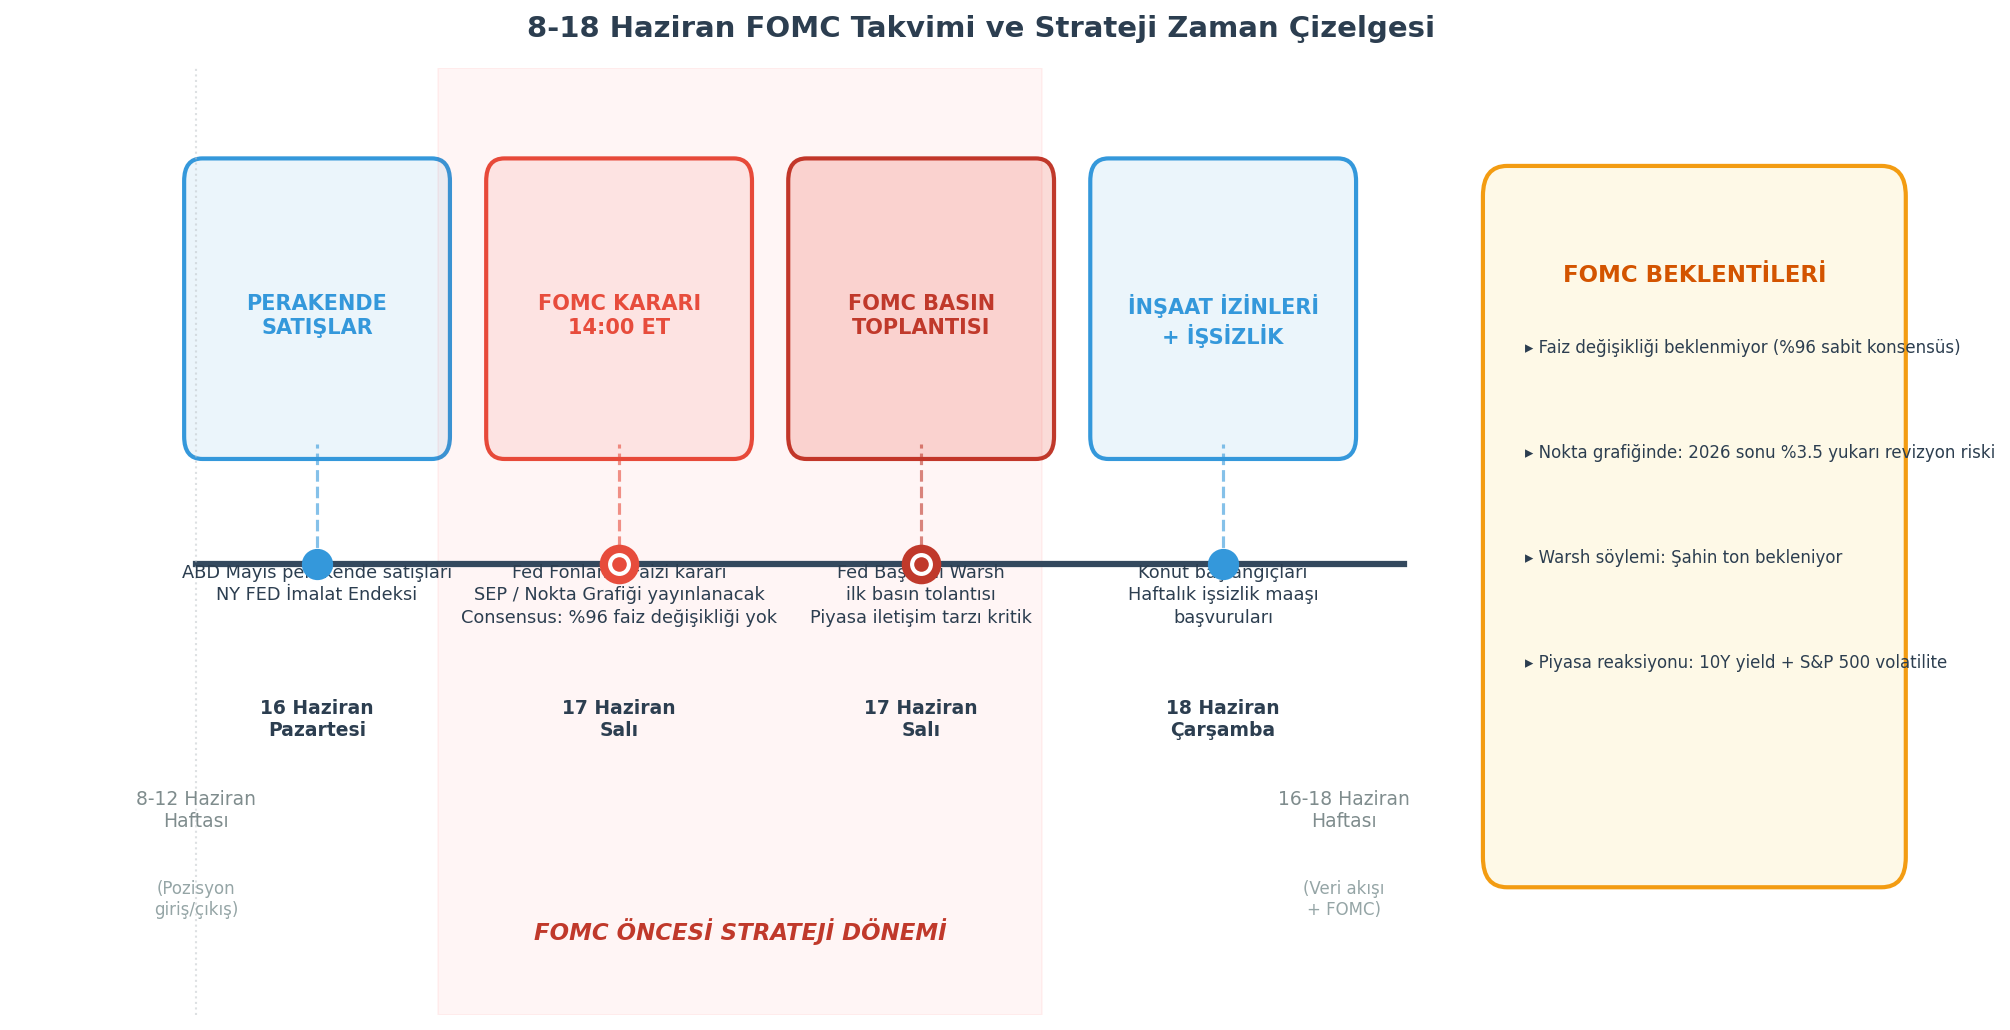 8-18 Haziran FOMC Takvimi ve Strateji Zaman Çizelgesi
PERAKENDE
SATIŞLAR
FOMC KARARI
14:00 ET
FOMC BASIN
TOPLANTISI
İNŞAAT İZİNLERİ
+ İŞSİZLİK
ABD Mayıs perakende satışları
NY FED İmalat Endeksi
Fed Fonları faizi kararı
SEP / Nokta Grafiği yayınlanacak
Consensus: %96 faiz değişikliği yok
Fed Başkanı Warsh
ilk basın tolantısı
Piyasa iletişim tarzı kritik
Konut başlangıçları
Haftalık işsizlik maaşı
başvuruları
16 Haziran
Pazartesi
17 Haziran
Salı
17 Haziran
Salı
18 Haziran
Çarşamba
8-12 Haziran
Haftası
(Pozisyon
giriş/çıkış)
16-18 Haziran
Haftası
(Veri akışı
+ FOMC)
FOMC ÖNCESİ STRATEJİ DÖNEMİ
FOMC BEKLENTİLERİ
▸ Faiz değişikliği beklenmiyor (%96 sabit konsensüs)
▸ Nokta grafiğinde: 2026 sonu %3.5 yukarı revizyon riski
▸ Warsh söylemi: Şahin ton bekleniyor
▸ Piyasa reaksiyonu: 10Y yield + S&P 500 volatilite